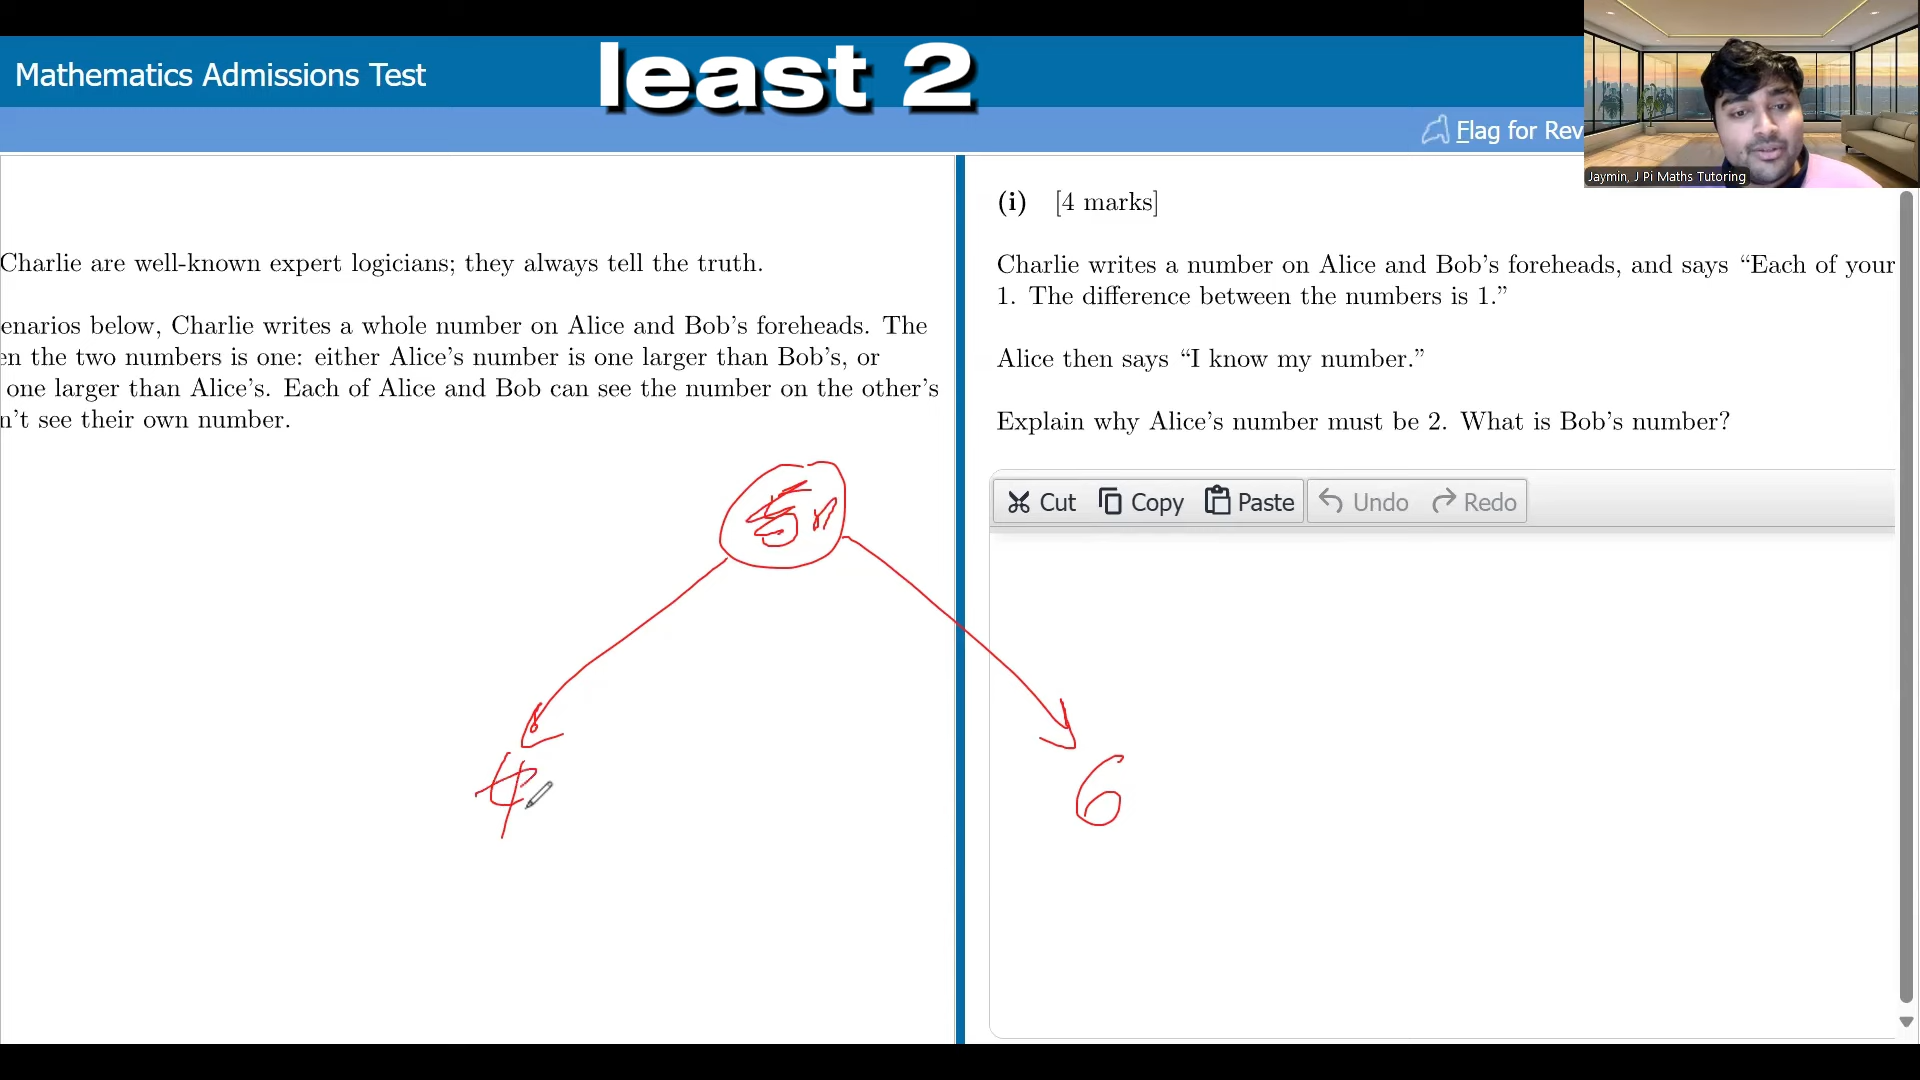 Mathematics Admissions Test
least 2
Flag for Rev
Jaymin, J Pi Maths Tutoring
Charlie are well-known expert logicians; they always tell the truth.
enarios below, Charlie writes a whole number on Alice and Bob's foreheads. The
en the two numbers is one: either Alice's number is one larger than Bob's, or
one larger than Alice's. Each of Alice and Bob can see the number on the other's
n't see their own number.
(i) [4 marks]
Charlie writes a number on Alice and Bob's foreheads, and says “Each of your
1. The difference between the numbers is 1.”
Alice then says “I know my number.”
Explain why Alice's number must be 2. What is Bob's number?
Cut Copy Paste Undo Redo
4
6